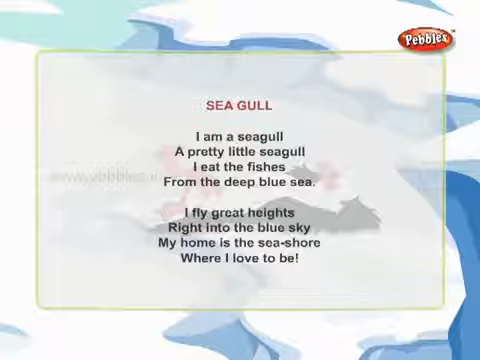 Pebbles
SEA GULL
I am a seagull
A pretty little seagull
I eat the fishes
From the deep blue sea.
I fly great heights
Right into the blue sky
My home is the sea-shore
Where I love to be!